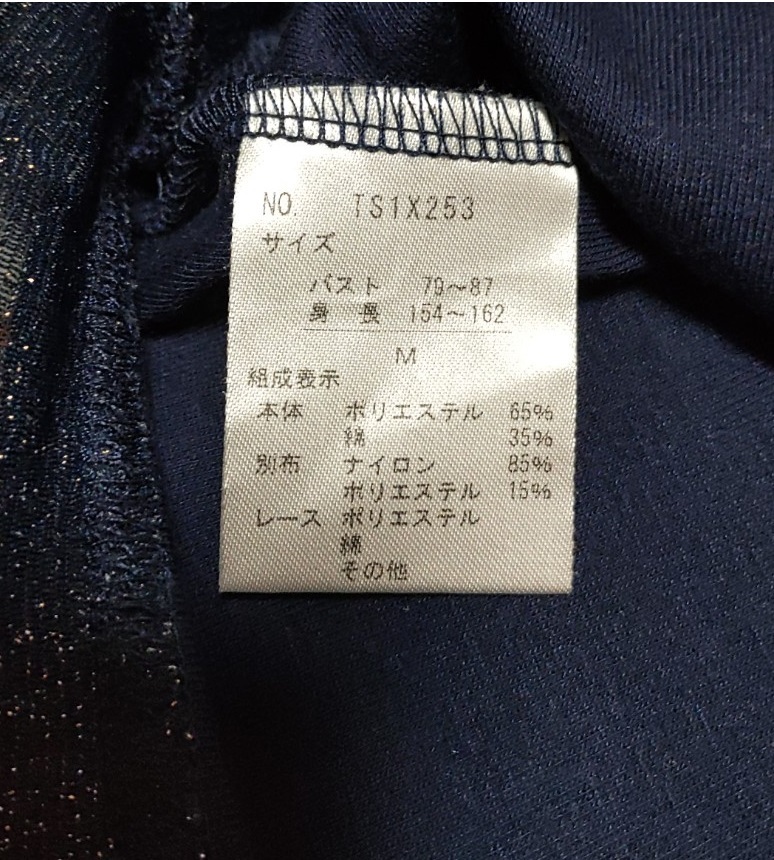 NO. TS1X253
サイズ
バスト 79〜87
身長 154〜162
M
組成表示
本体 ポリエステル 65%
綿 35%
別布 ナイロン 85%
ポリエステル 15%
レース ポリエステル
綿
その他